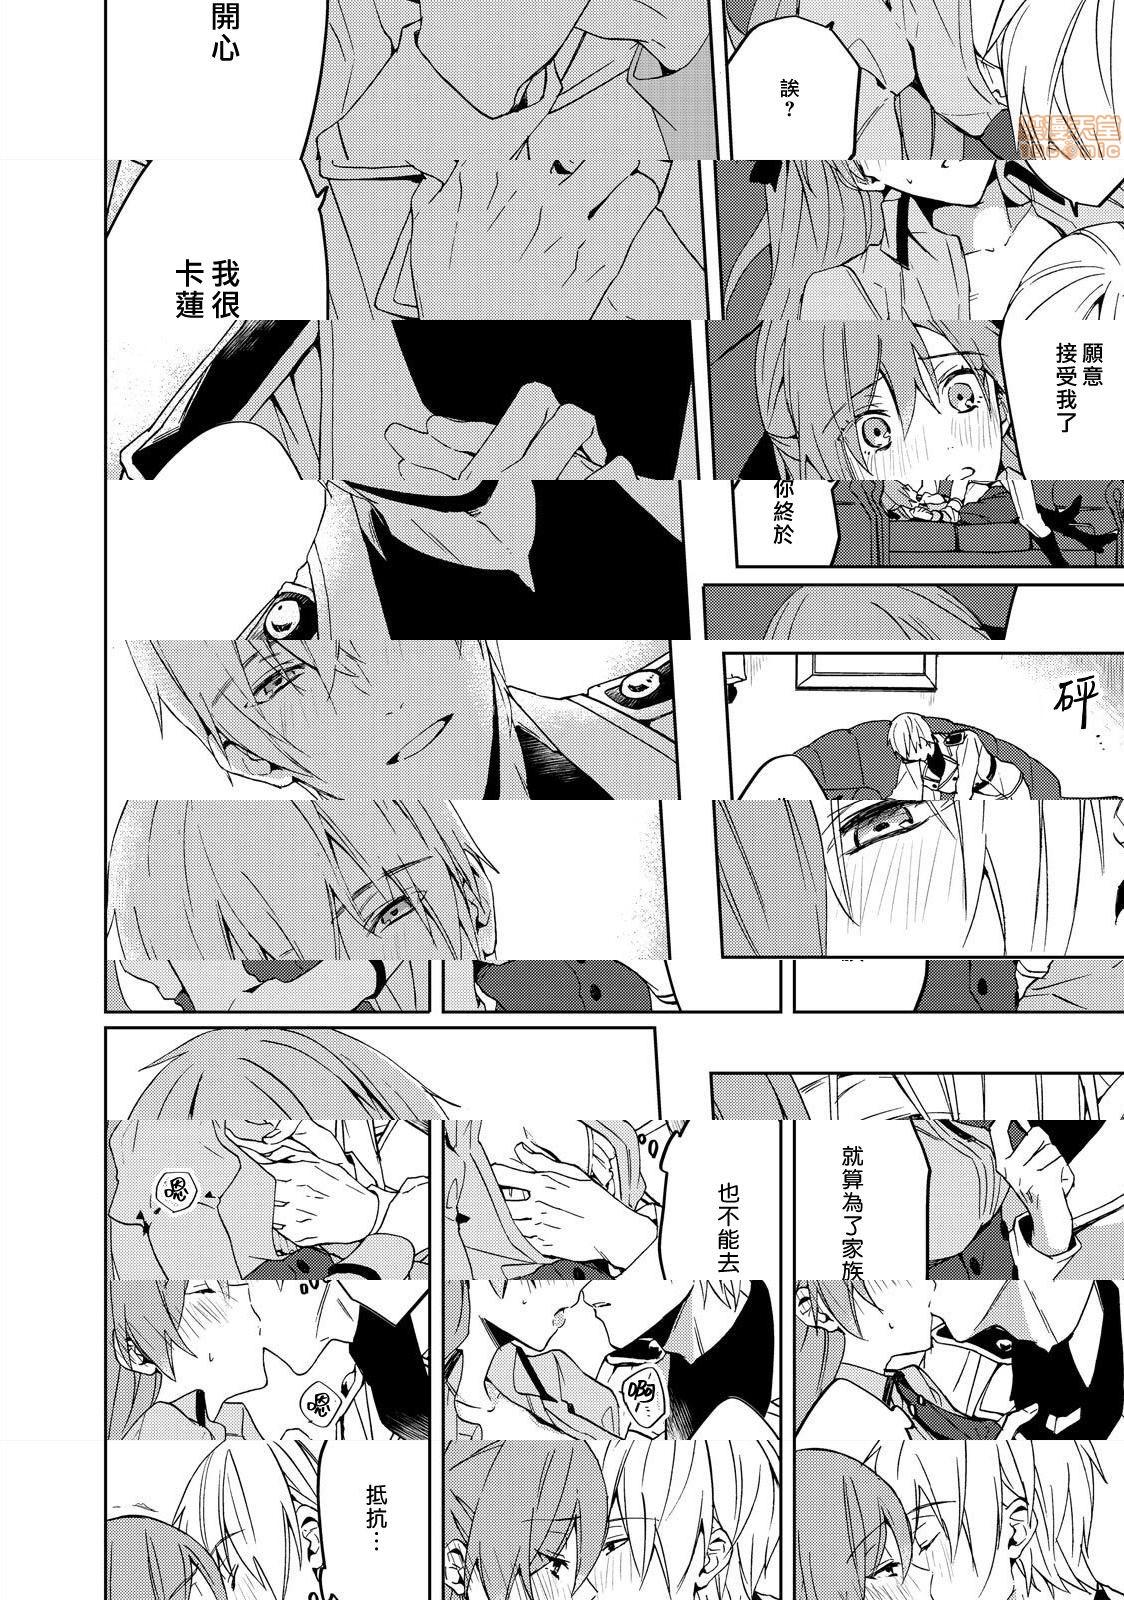 誒?
願意
接受我了
你終於
開心
我很
卡蓮
砰
就算為了家族
也不能去
抵抗…
嗯
啊
嗯